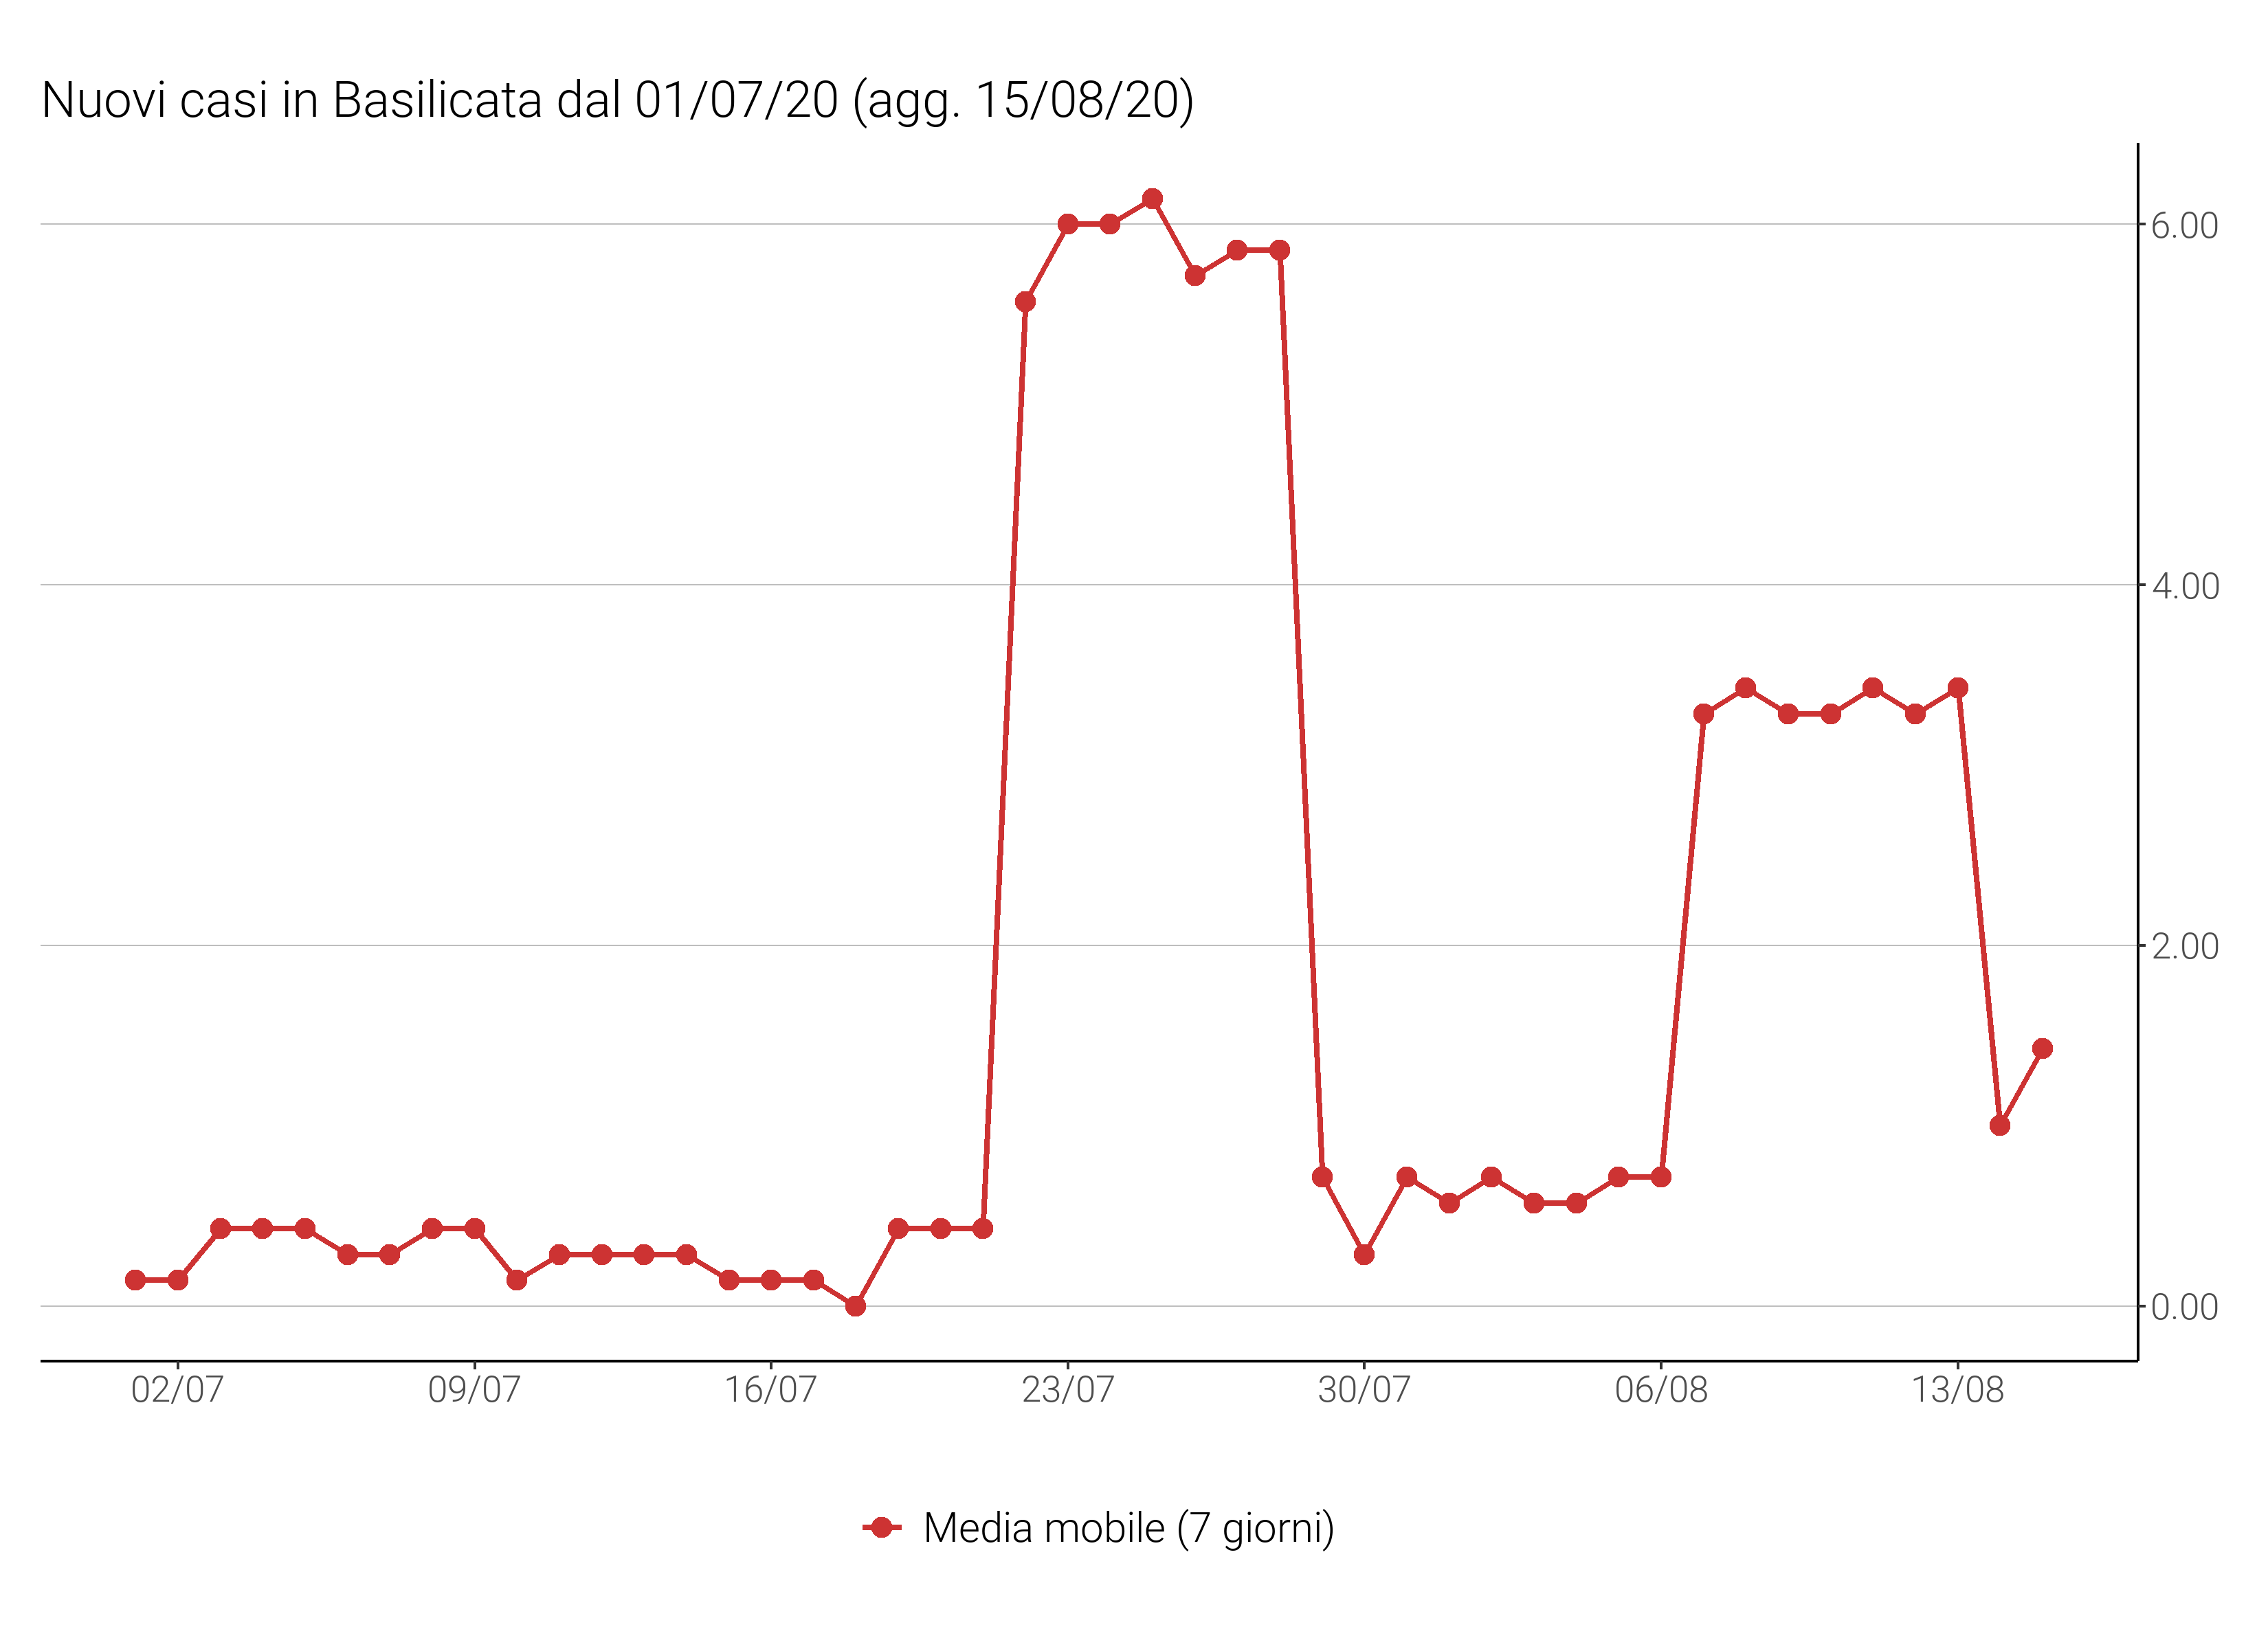 Nuovi casi in Basilicata dal 01/07/20 (agg. 15/08/20)
6.00
4.00
2.00
0.00
02/07 09/07 16/07 23/07 30/07 06/08 13/08
Media mobile (7 giorni)